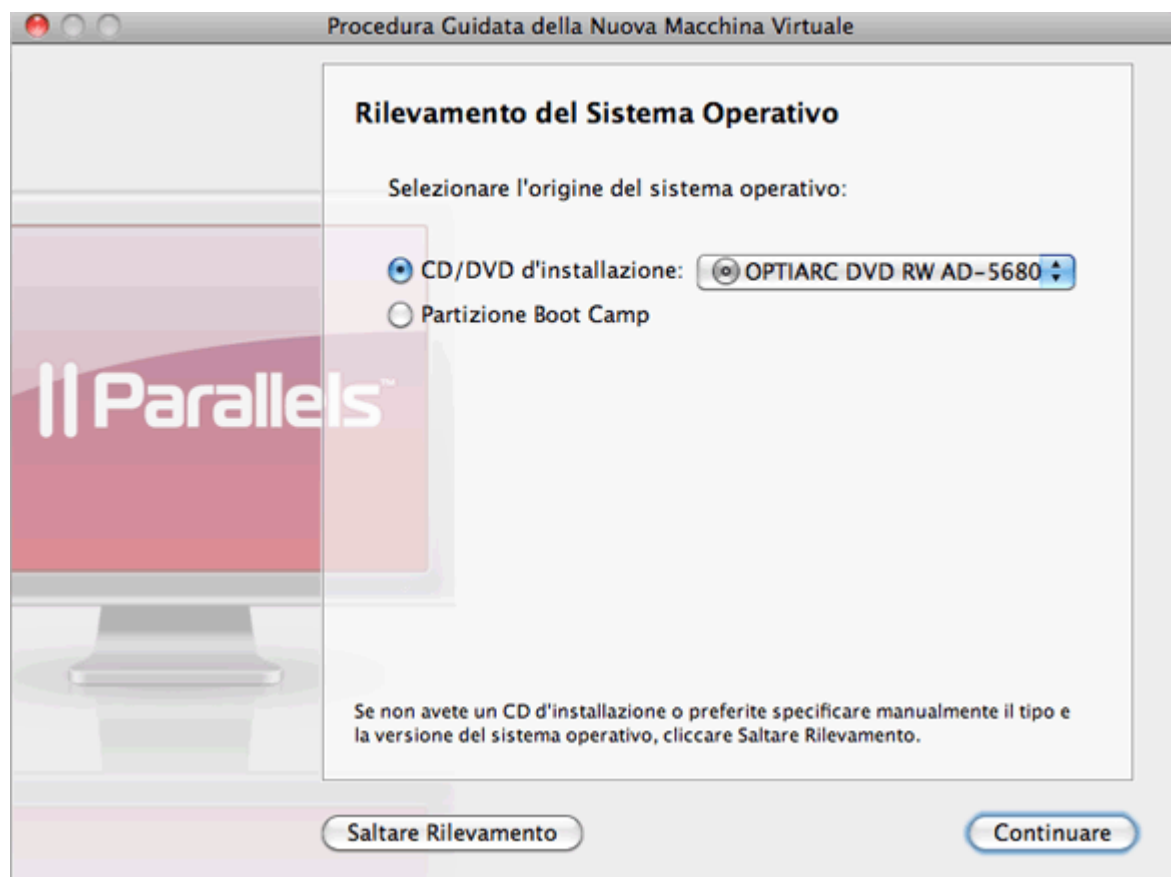 Procedura Guidata della Nuova Macchina Virtuale
Rilevamento del Sistema Operativo
Selezionare l'origine del sistema operativo:
CD/DVD d'installazione: OPTIARC DVD RW AD-5680
Partizione Boot Camp
Parallels™
Se non avete un CD d'installazione o preferite specificare manualmente il tipo e
la versione del sistema operativo, cliccare Saltare Rilevamento.
Saltare Rilevamento Continuare